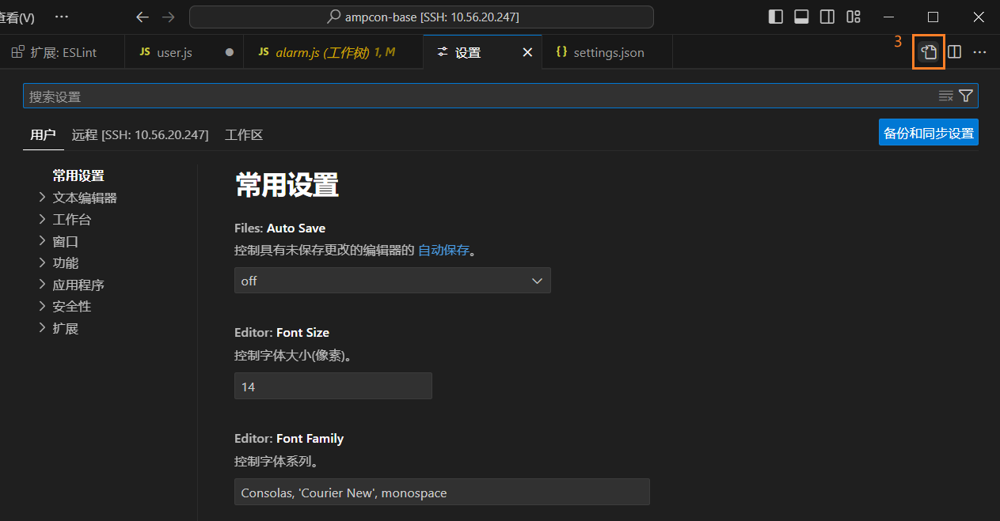 查看(V) ··· ampcon-base [SSH: 10.56.20.247]
扩展: ESLint JS user.js JS alarm.js (工作树) 1, M 设置 {} settings.json 3
搜索设置
用户 远程 [SSH: 10.56.20.247] 工作区 备份和同步设置
常用设置
文本编辑器
工作台
窗口
功能
应用程序
安全性
扩展
常用设置
Files: Auto Save
控制具有未保存更改的编辑器的 自动保存。
off
Editor: Font Size
控制字体大小(像素)。
14
Editor: Font Family
控制字体系列。
Consolas, 'Courier New', monospace